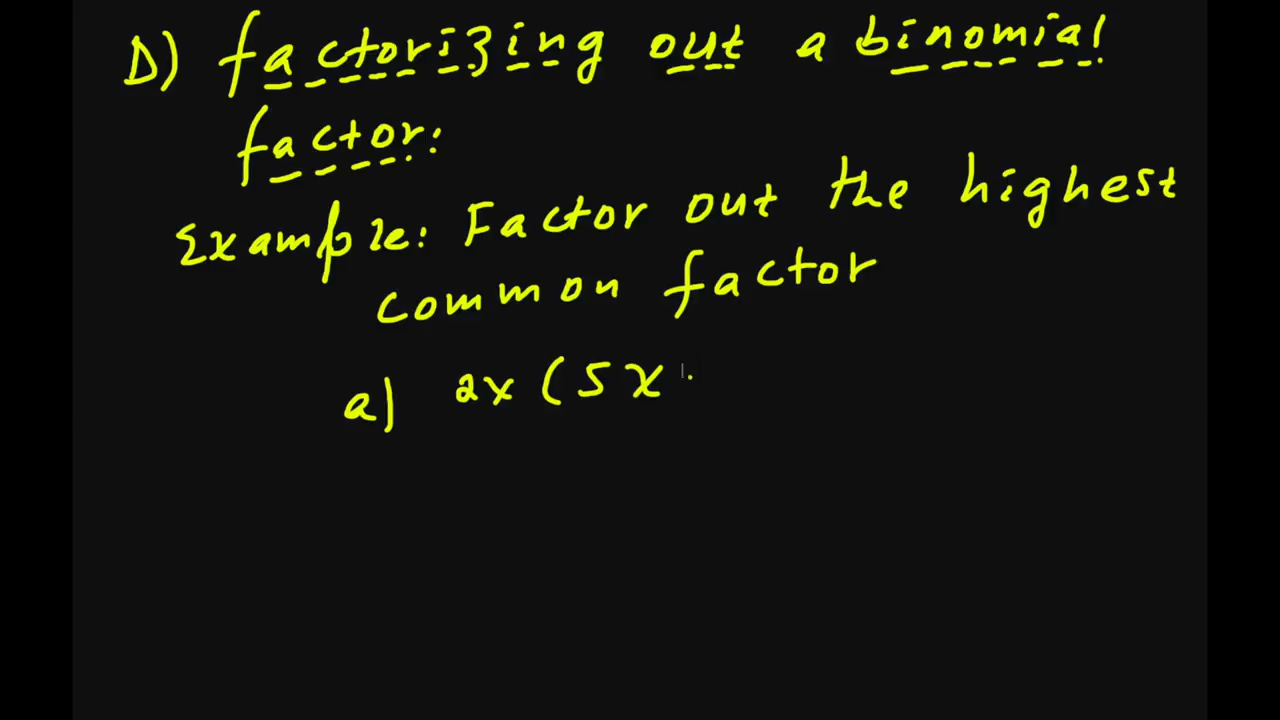 D) factorizing out a binomial
factor:
Example: Factor out the highest
common factor
a) 2x (5x